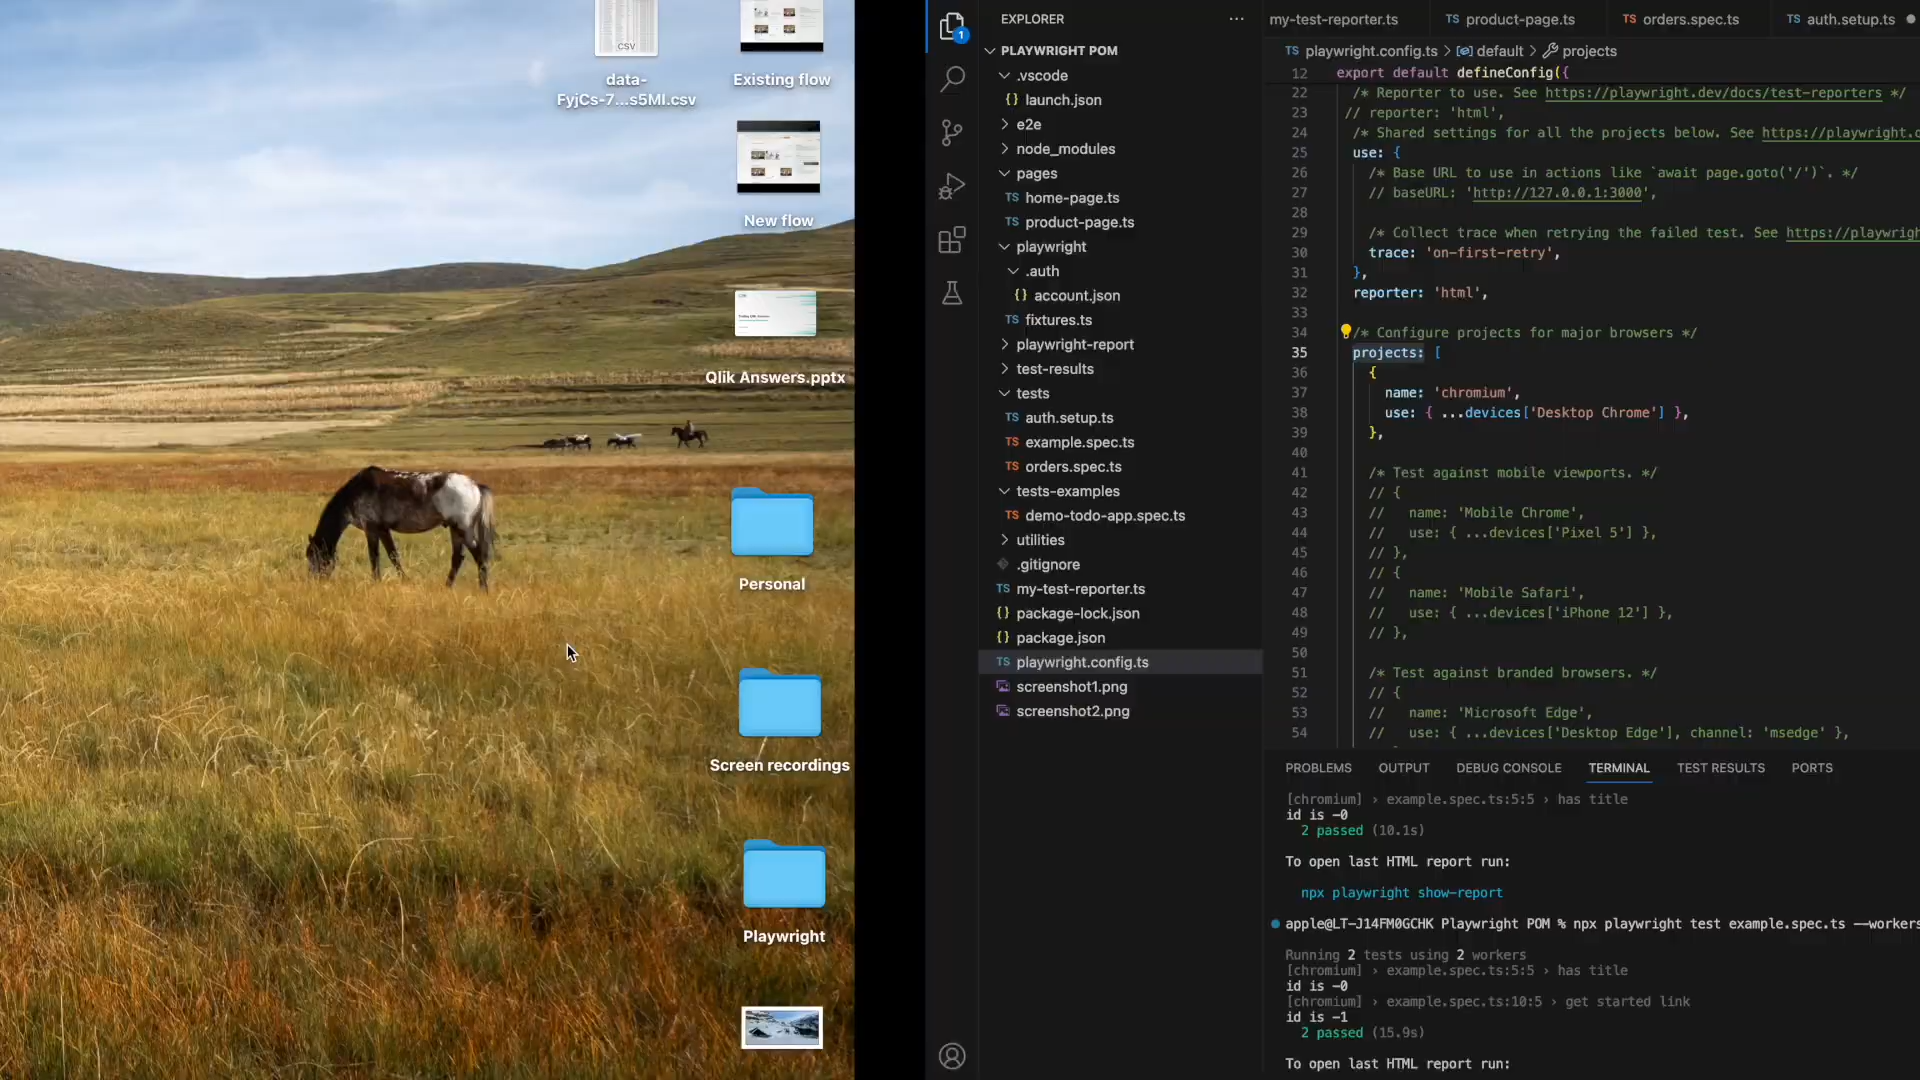 CSV
data-
FyjCs-7...s5MI.csv
Existing flow
New flow
Qlik Answers.pptx
Personal
Screen recordings
Playwright
1
EXPLORER
PLAYWRIGHT POM
.vscode
{} launch.json
e2e
node_modules
pages
TS home-page.ts
TS product-page.ts
playwright
.auth
{} account.json
TS fixtures.ts
playwright-report
test-results
tests
TS auth.setup.ts
TS example.spec.ts
TS orders.spec.ts
tests-examples
TS demo-todo-app.spec.ts
utilities
.gitignore
TS my-test-reporter.ts
{} package-lock.json
{} package.json
TS playwright.config.ts
screenshot1.png
screenshot2.png
my-test-reporter.ts TS product-page.ts TS orders.spec.ts TS auth.setup.ts
TS playwright.config.ts > default > projects
12 export default defineConfig({
22 /* Reporter to use. See https://playwright.dev/docs/test-reporters */
23 // reporter: 'html',
24 /* Shared settings for all the projects below. See https://playwright.
25 use: {
26 /* Base URL to use in actions like `await page.goto('/')`. */
27 // baseURL: 'http://127.0.0.1:3000',
28
29 /* Collect trace when retrying the failed test. See https://playwrigh
30 trace: 'on-first-retry',
31 },
32 reporter: 'html',
33
34 /* Configure projects for major browsers */
35 projects: [
36 {
37 name: 'chromium',
38 use: { ...devices['Desktop Chrome'] },
39 },
40
41 /* Test against mobile viewports. */
42 // {
43 // name: 'Mobile Chrome',
44 // use: { ...devices['Pixel 5'] },
45 // },
46 // {
47 // name: 'Mobile Safari',
48 // use: { ...devices['iPhone 12'] },
49 // },
50
51 /* Test against branded browsers. */
52 // {
53 // name: 'Microsoft Edge',
54 // use: { ...devices['Desktop Edge'], channel: 'msedge' },
PROBLEMS OUTPUT DEBUG CONSOLE TERMINAL TEST RESULTS PORTS
[chromium] › example.spec.ts:5:5 › has title
id is -0
2 passed (10.1s)
To open last HTML report run:
npx playwright show-report
apple@LT-J14FM0GCHK Playwright POM % npx playwright test example.spec.ts --workers
Running 2 tests using 2 workers
[chromium] › example.spec.ts:5:5 › has title
id is -0
[chromium] › example.spec.ts:10:5 › get started link
id is -1
2 passed (15.9s)
To open last HTML report run: